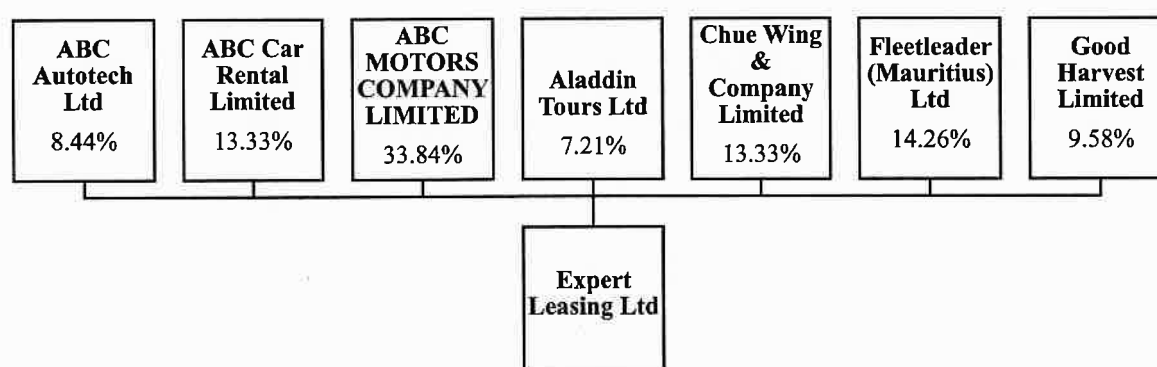 ABC
Autotech
Ltd
8.44%
ABC Car
Rental
Limited
13.33%
ABC
MOTORS
COMPANY
LIMITED
33.84%
Aladdin
Tours Ltd
7.21%
Chue Wing
&
Company
Limited
13.33%
Fleetleader
(Mauritius)
Ltd
14.26%
Good
Harvest
Limited
9.58%
Expert
Leasing Ltd